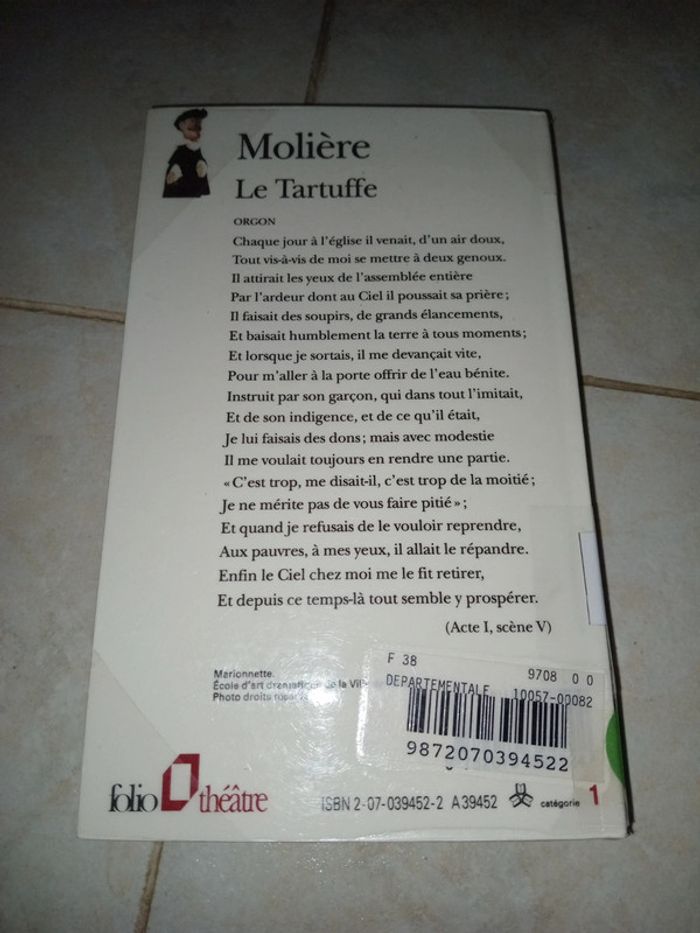 Molière
Le Tartuffe
ORGON
Chaque jour à l'église il venait, d'un air doux,
Tout vis-à-vis de moi se mettre à deux genoux.
Il attirait les yeux de l'assemblée entière
Par l'ardeur dont au Ciel il poussait sa prière;
Il faisait des soupirs, de grands élancements,
Et baisait humblement la terre à tous moments;
Et lorsque je sortais, il me devançait vite,
Pour m'aller à la porte offrir de l'eau bénite.
Instruit par son garçon, qui dans tout l'imitait,
Et de son indigence, et de ce qu'il était,
Je lui faisais des dons; mais avec modestie
Il me voulait toujours en rendre une partie.
«C'est trop, me disait-il, c'est trop de la moitié;
Je ne mérite pas de vous faire pitié»;
Et quand je refusais de le vouloir reprendre,
Aux pauvres, à mes yeux, il allait le répandre.
Enfin le Ciel chez moi me le fit retirer,
Et depuis ce temps-là tout semble y prospérer.
(Acte I, scène V)
Marionnette.
École d'art dramatique de la
Photo droits
F 38
9708 0 0
DEPARTEMENTALE 10057-00082
9872070394522
folio théâtre
ISBN 2-07-039452-2 A 39452 catégorie 1